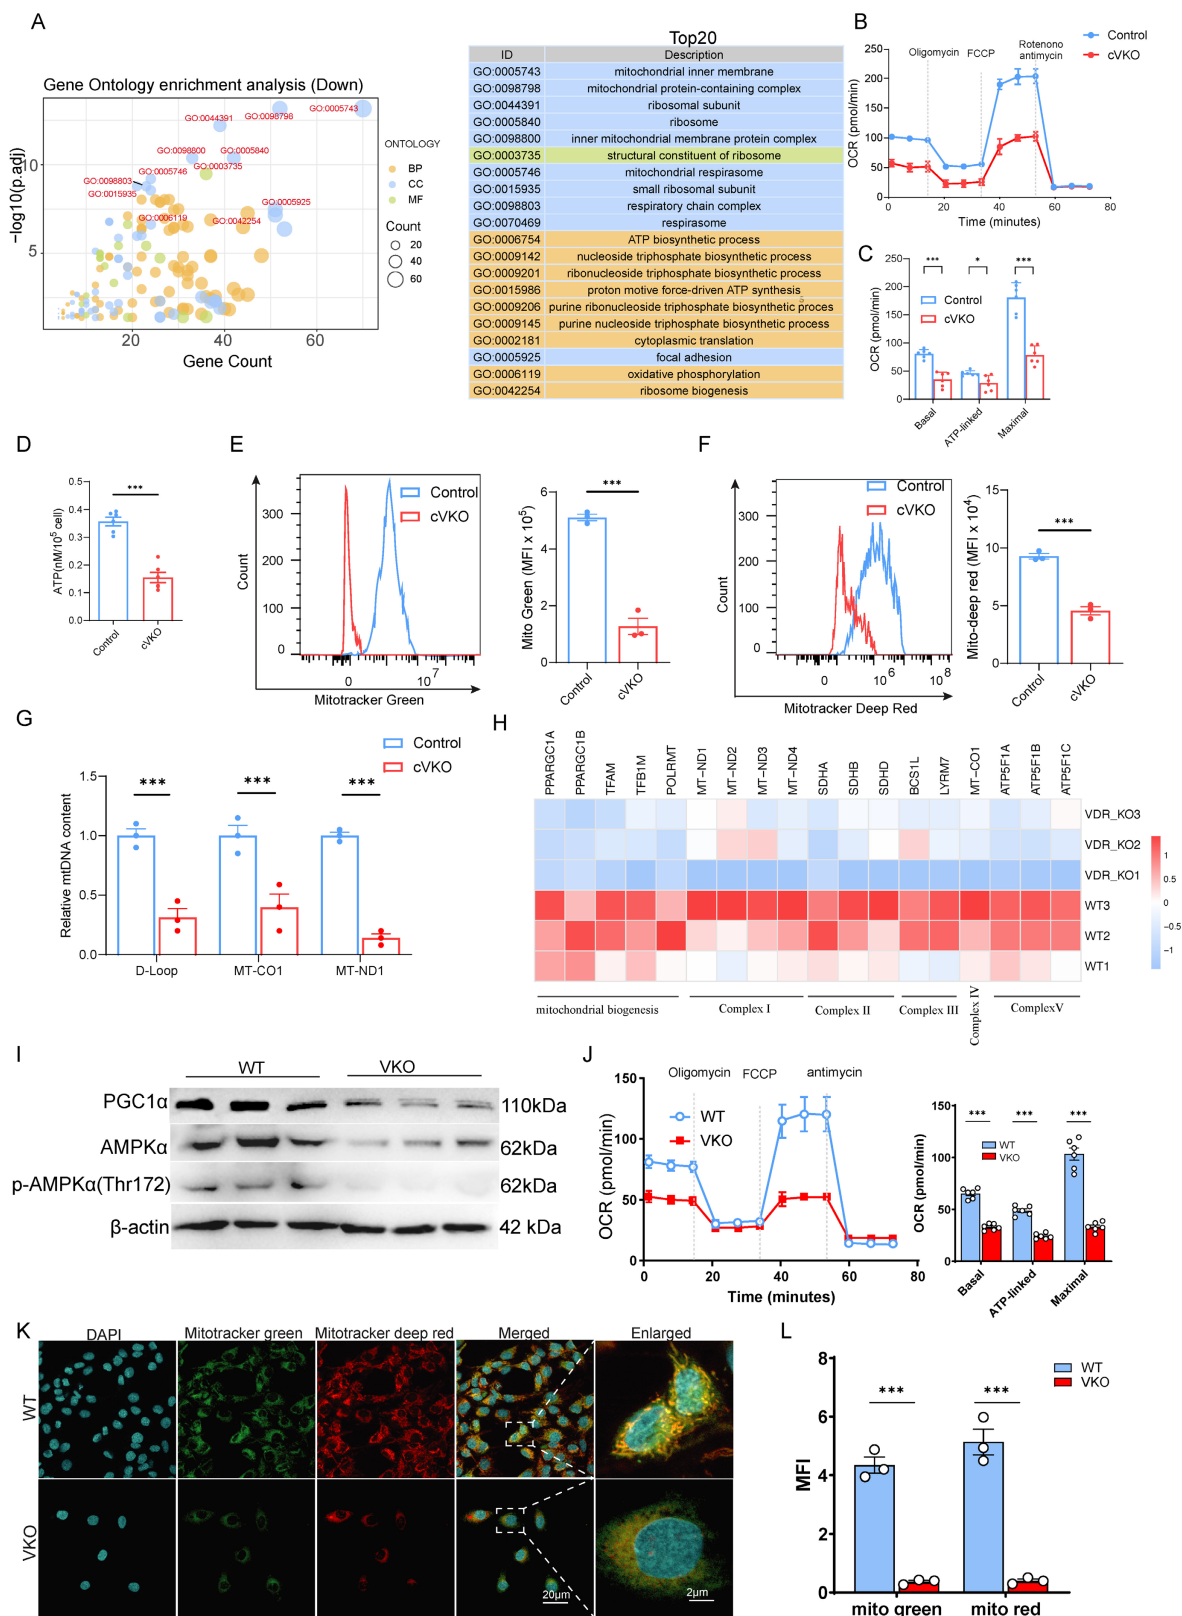 A
Gene Ontology enrichment analysis (Down)
GO:0005743
GO:0098798
GO:0044391
GO:0098800
GO:0005840
GO:0005746
GO:0003735
GO:0098803
GO:0015935
GO:0005925
GO:0006119
GO:0042254
−log10(p.adj)
10
5
20
40
60
Gene Count
ONTOLOGY
BP
CC
MF
Count
20
40
60
Top20
ID Description
GO:0005743 mitochondrial inner membrane
GO:0098798 mitochondrial protein-containing complex
GO:0044391 ribosomal subunit
GO:0005840 ribosome
GO:0098800 inner mitochondrial membrane protein complex
GO:0003735 structural constituent of ribosome
GO:0005746 mitochondrial respirasome
GO:0015935 small ribosomal subunit
GO:0098803 respiratory chain complex
GO:0070469 respirasome
GO:0006754 ATP biosynthetic process
GO:0009142 nucleoside triphosphate biosynthetic process
GO:0009201 ribonucleoside triphosphate biosynthetic process
GO:0015986 proton motive force-driven ATP synthesis
GO:0009206 purine ribonucleoside triphosphate biosynthetic proces
s
GO:0009145 purine nucleoside triphosphate biosynthetic process
GO:0002181 cytoplasmic translation
GO:0005925 focal adhesion
GO:0006119 oxidative phosphorylation
GO:0042254 ribosome biogenesis
B
Control
cVKO
Oligomycin FCCP Rotenono
antimycin
OCR (pmol/min)
250
200
150
100
50
0
0 20 40 60 80
Time (minutes)
C
*** * ***
Control
cVKO
OCR (pmol/min)
250
200
150
100
50
0
Basal
ATP-linked
Maximal
D
***
ATP(nM/10⁵ cell)
0.5
0.4
0.3
0.2
0.1
0.0
Control
cVKO
E
Control
cVKO
Count
300
200
100
0
0 10⁷
Mitotracker Green
***
Mito Green (MFI x 10⁵)
6
4
2
0
Control
cVKO
F
Control
cVKO
Count
300
200
100
0
0 10⁶ 10⁸
Mitotracker Deep Red
***
Mito-deep red (MFI x 10⁴)
15
10
5
0
Control
cVKO
G
Control
cVKO
*** *** ***
Relative mtDNA content
1.5
1.0
0.5
0.0
D-Loop MT-CO1 MT-ND1
H
PPARGC1A
PPARGC1B
TFAM
TFB1M
POLRMT
MT−ND1
MT−ND2
MT−ND3
MT−ND4
SDHA
SDHB
SDHD
BCS1L
LYRM7
MT−CO1
ATP5F1A
ATP5F1B
ATP5F1C
VDR_KO3
VDR_KO2
VDR_KO1
WT3
WT2
WT1
1
0.5
0
−0.5
−1
mitochondrial biogenesis
Complex I
Complex II
Complex III
Complex IV
ComplexV
I
WT VKO
PGC1α 110kDa
AMPKα 62kDa
p-AMPKα(Thr172) 62kDa
β-actin 42 kDa
J
Oligomycin FCCP antimycin
WT
VKO
OCR (pmol/min)
150
100
50
0
0 20 40 60 80
Time (minutes)
*** *** ***
WT
VKO
OCR (pmol/min)
150
100
50
0
Basal
ATP-linked
Maximal
K
DAPI Mitotracker green Mitotracker deep red Merged Enlarged
WT
VKO
20μm
2μm
L
WT
VKO
*** ***
MFI
8
6
4
2
0
mito green mito red